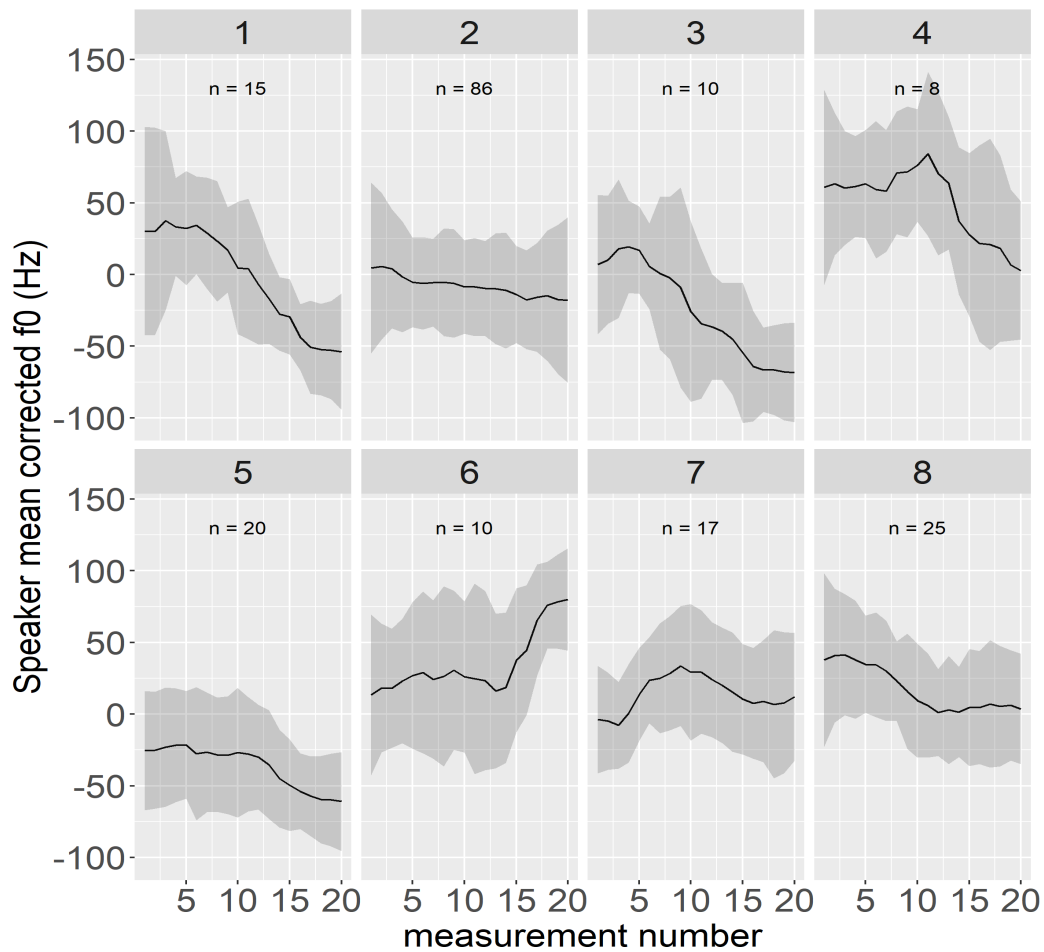 1 2 3 4
n = 15 n = 86 n = 10 n = 8
150
100
50
0
-50
-100
5 6 7 8
n = 20 n = 10 n = 17 n = 25
150
100
50
0
-50
-100
5 10 15 20 5 10 15 20 5 10 15 20 5 10 15 20
measurement number
Speaker mean corrected f0 (Hz)